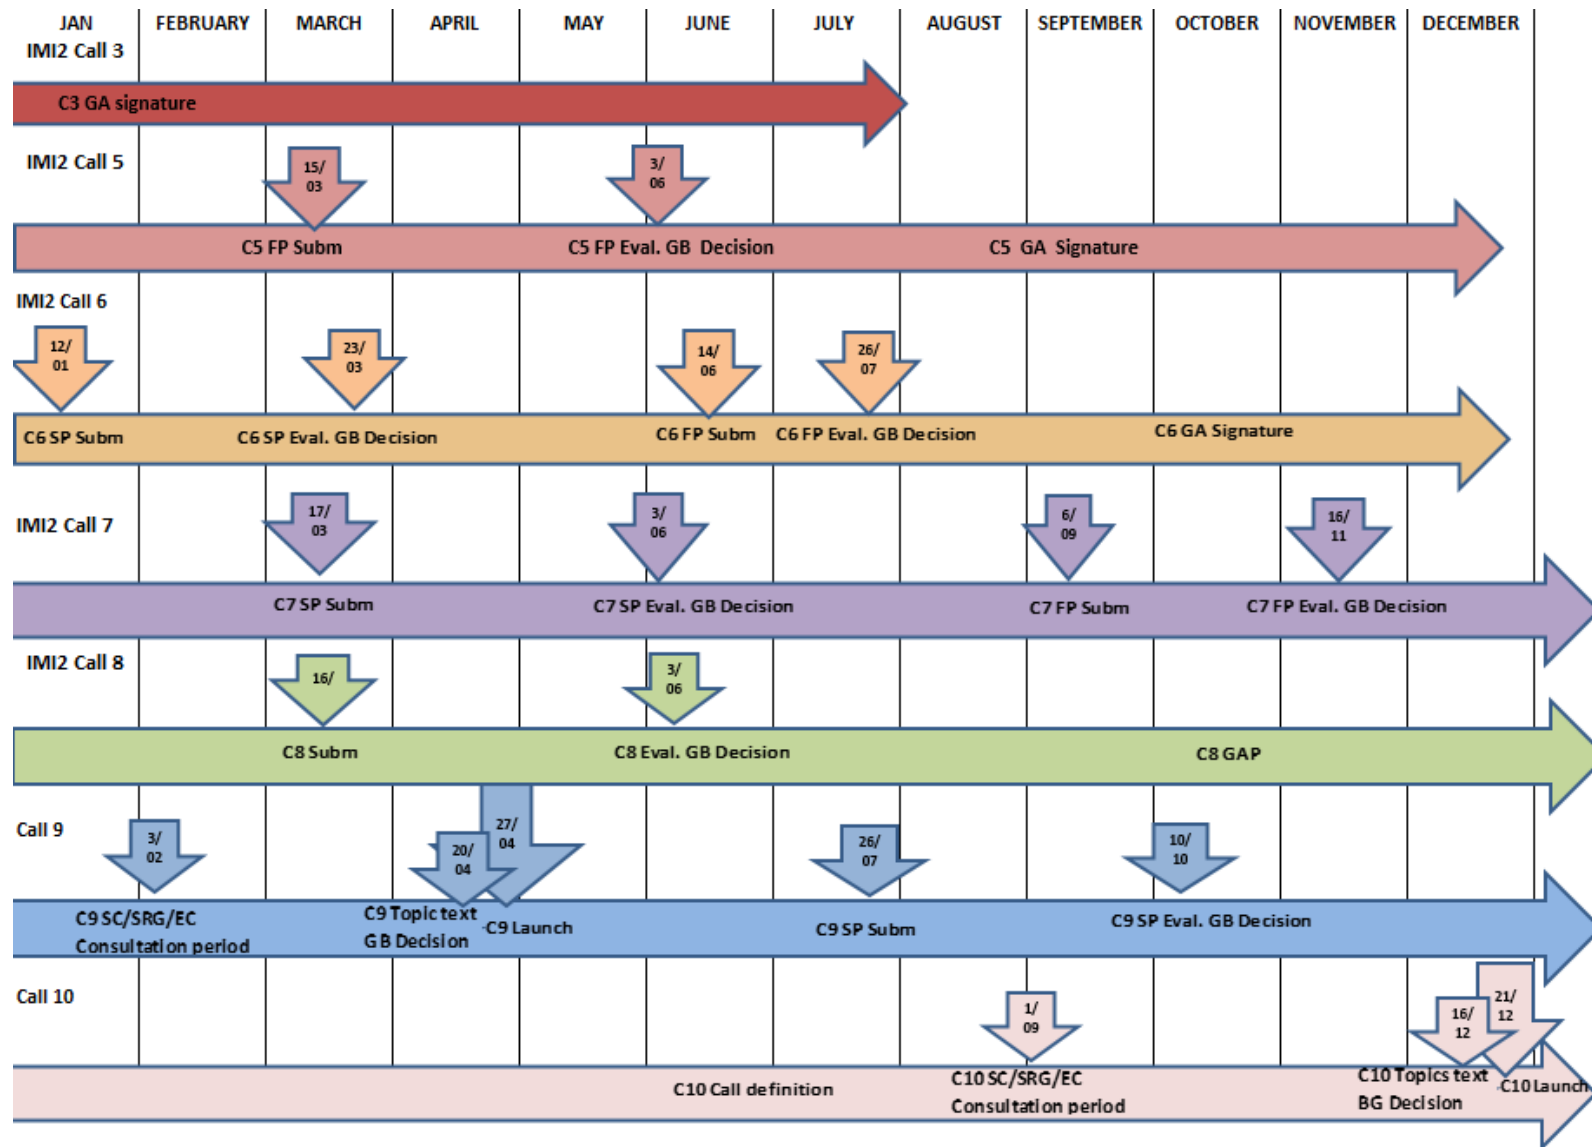 JAN FEBRUARY MARCH APRIL MAY JUNE JULY AUGUST SEPTEMBER OCTOBER NOVEMBER DECEMBER
IMI2 Call 3
C3 GA signature
IMI2 Call 5
15/
03
3/
06
C5 FP Subm
C5 FP Eval. GB Decision
C5 GA Signature
IMI2 Call 6
12/
01
23/
03
14/
06
26/
07
C6 SP Subm
C6 SP Eval. GB Decision
C6 FP Subm
C6 FP Eval. GB Decision
C6 GA Signature
IMI2 Call 7
17/
03
3/
06
6/
09
16/
11
C7 SP Subm
C7 SP Eval. GB Decision
C7 FP Subm
C7 FP Eval. GB Decision
IMI2 Call 8
16/
3/
06
C8 Subm
C8 Eval. GB Decision
C8 GAP
Call 9
3/
02
20/
04
27/
04
26/
07
10/
10
C9 SC/SRG/EC
Consultation period
C9 Topic text
GB Decision
C9 Launch
C9 SP Subm
C9 SP Eval. GB Decision
Call 10
1/
09
16/
12
21/
12
C10 Call definition
C10 SC/SRG/EC
Consultation period
C10 Topics text
BG Decision
C10 Launch